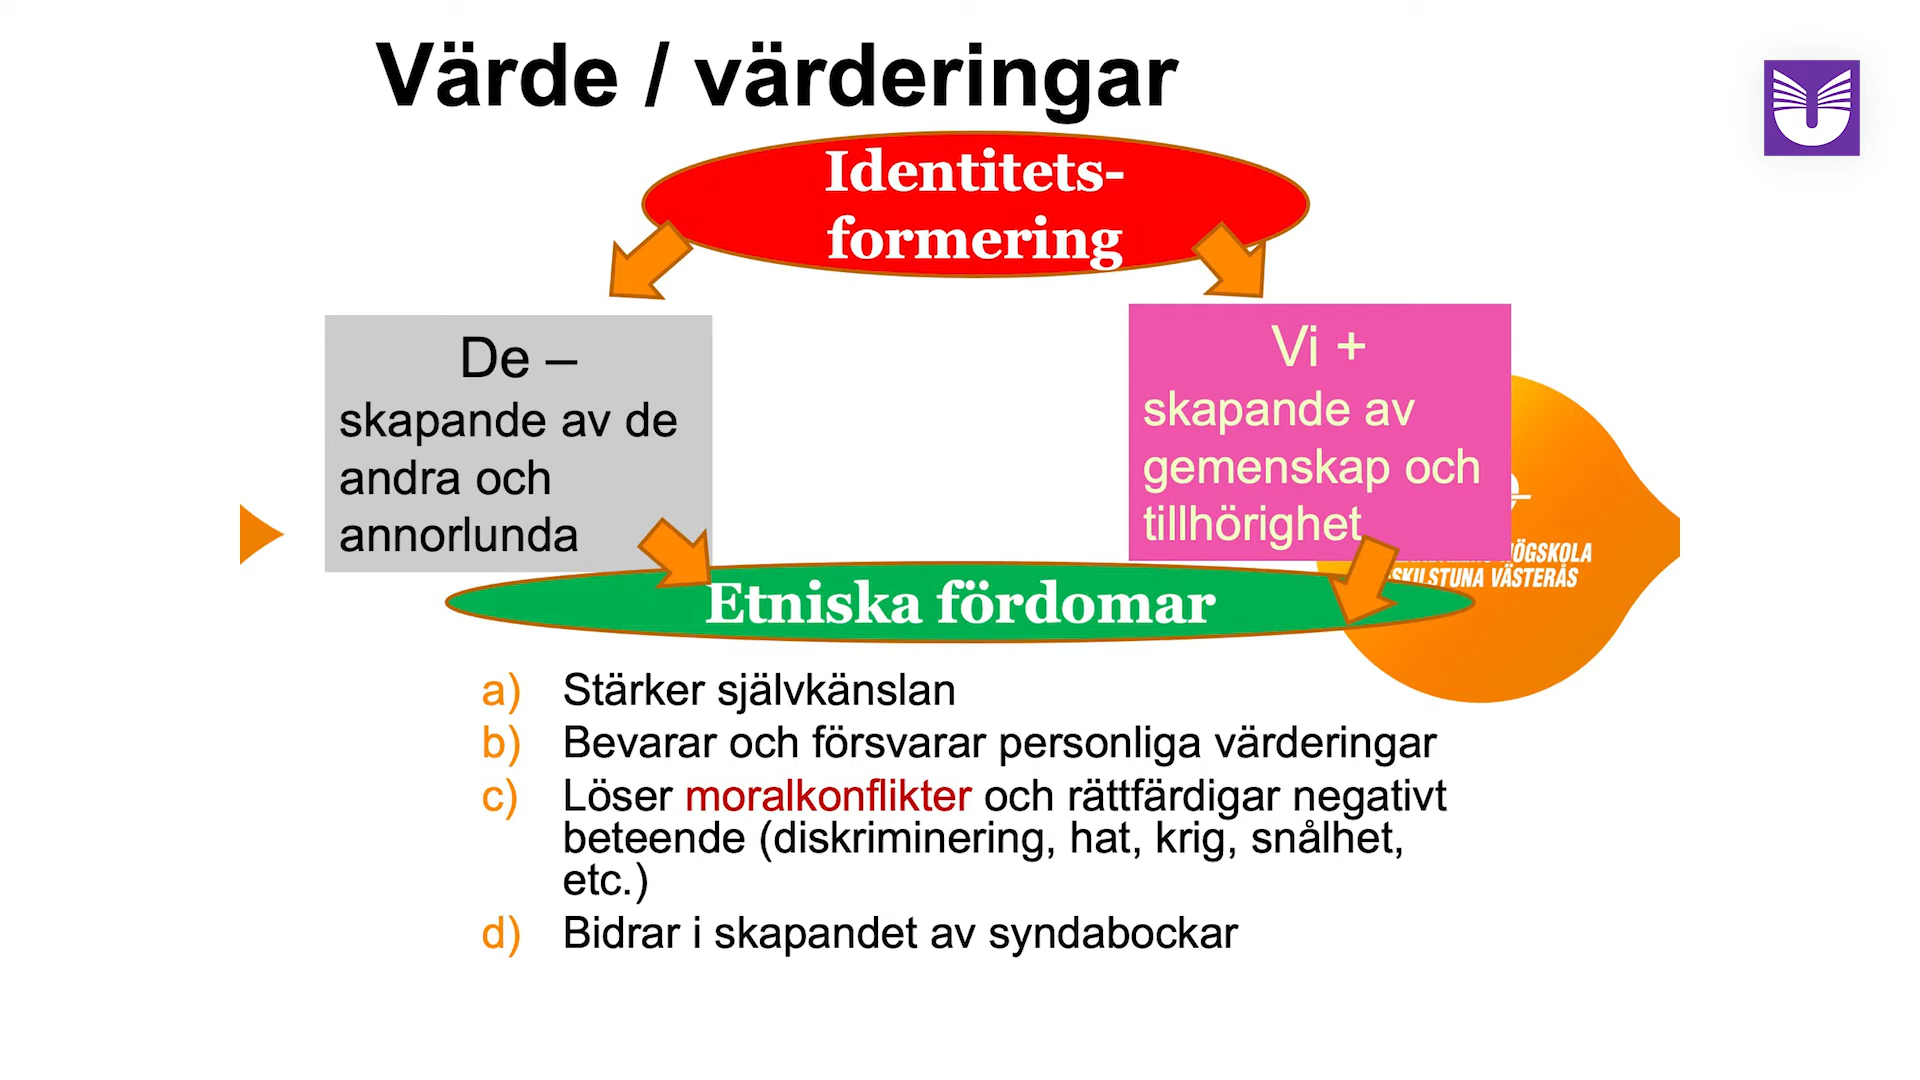 Värde / värderingar
Identitets-
formering
De –
skapande av de
andra och
annorlunda
Vi +
skapande av
gemenskap och
tillhörighet
SKILSTUNA VÄSTERÅS
Etniska fördomar
a) Stärker självkänslan
b) Bevarar och försvarar personliga värderingar
c) Löser moralkonflikter och rättfärdigar negativt
beteende (diskriminering, hat, krig, snålhet,
etc.)
d) Bidrar i skapandet av syndabockar